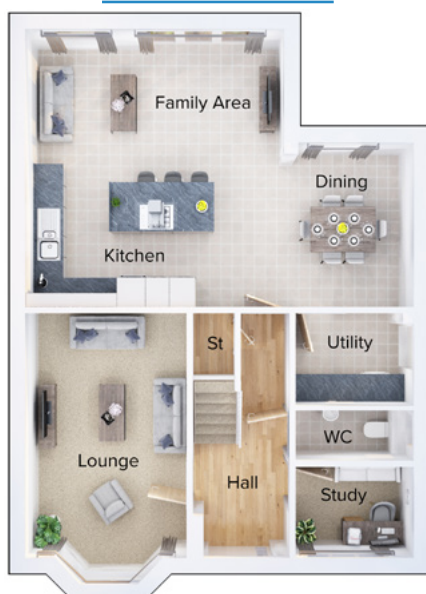 Family Area
Dining
Kitchen
St
Utility
WC
Lounge
Hall
Study